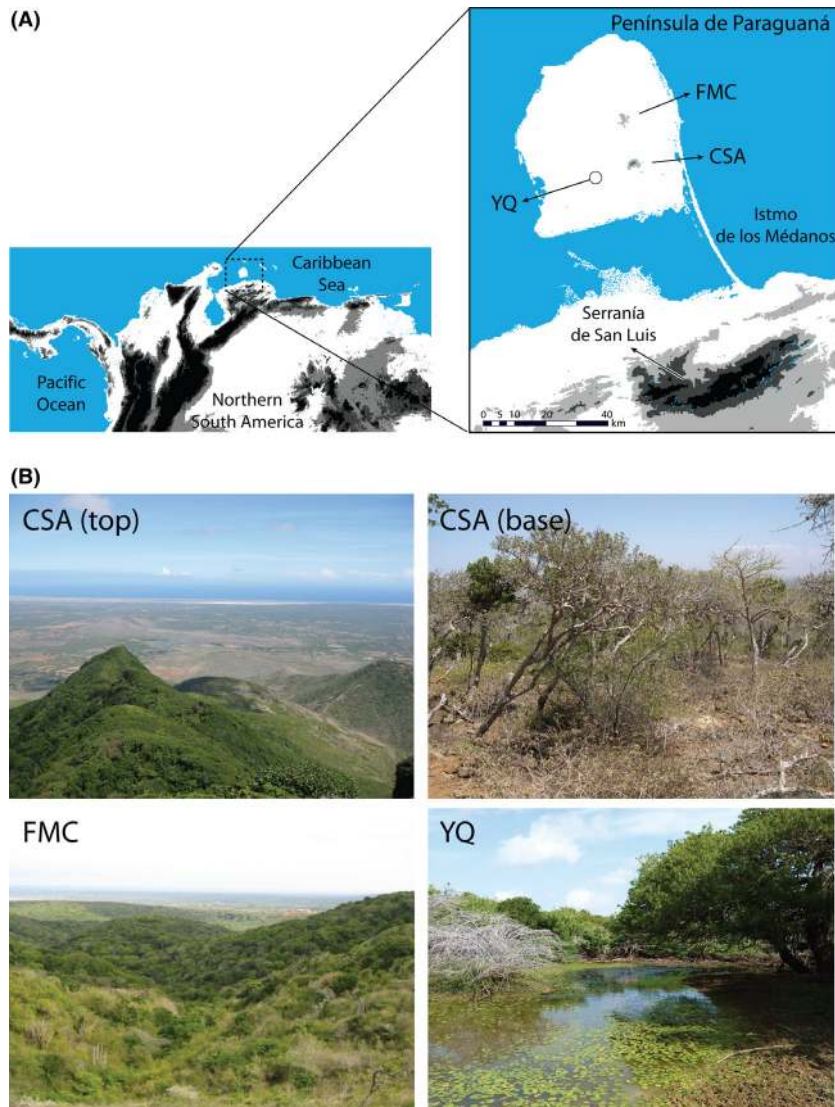 (A)
Península de Paraguaná
FMC
CSA
YQ
Istmo
de los Médanos
Caribbean
Sea
Serranía
de San Luis
Pacific
Ocean
Northern
South America
0 5 10 20 40
km
(B)
CSA (top)
CSA (base)
FMC
YQ